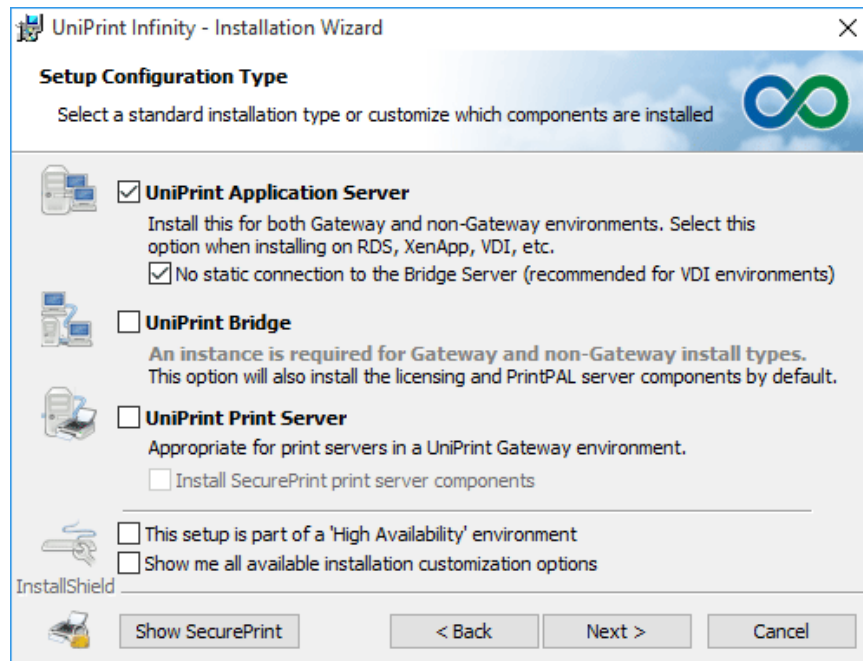 UniPrint Infinity - Installation Wizard
Setup Configuration Type
Select a standard installation type or customize which components are installed
UniPrint Application Server
Install this for both Gateway and non-Gateway environments. Select this
option when installing on RDS, XenApp, VDI, etc.
No static connection to the Bridge Server (recommended for VDI environments)
UniPrint Bridge
An instance is required for Gateway and non-Gateway install types.
This option will also install the licensing and PrintPAL server components by default.
UniPrint Print Server
Appropriate for print servers in a UniPrint Gateway environment.
Install SecurePrint print server components
This setup is part of a 'High Availability' environment
Show me all available installation customization options
InstallShield
Show SecurePrint
< Back
Next >
Cancel